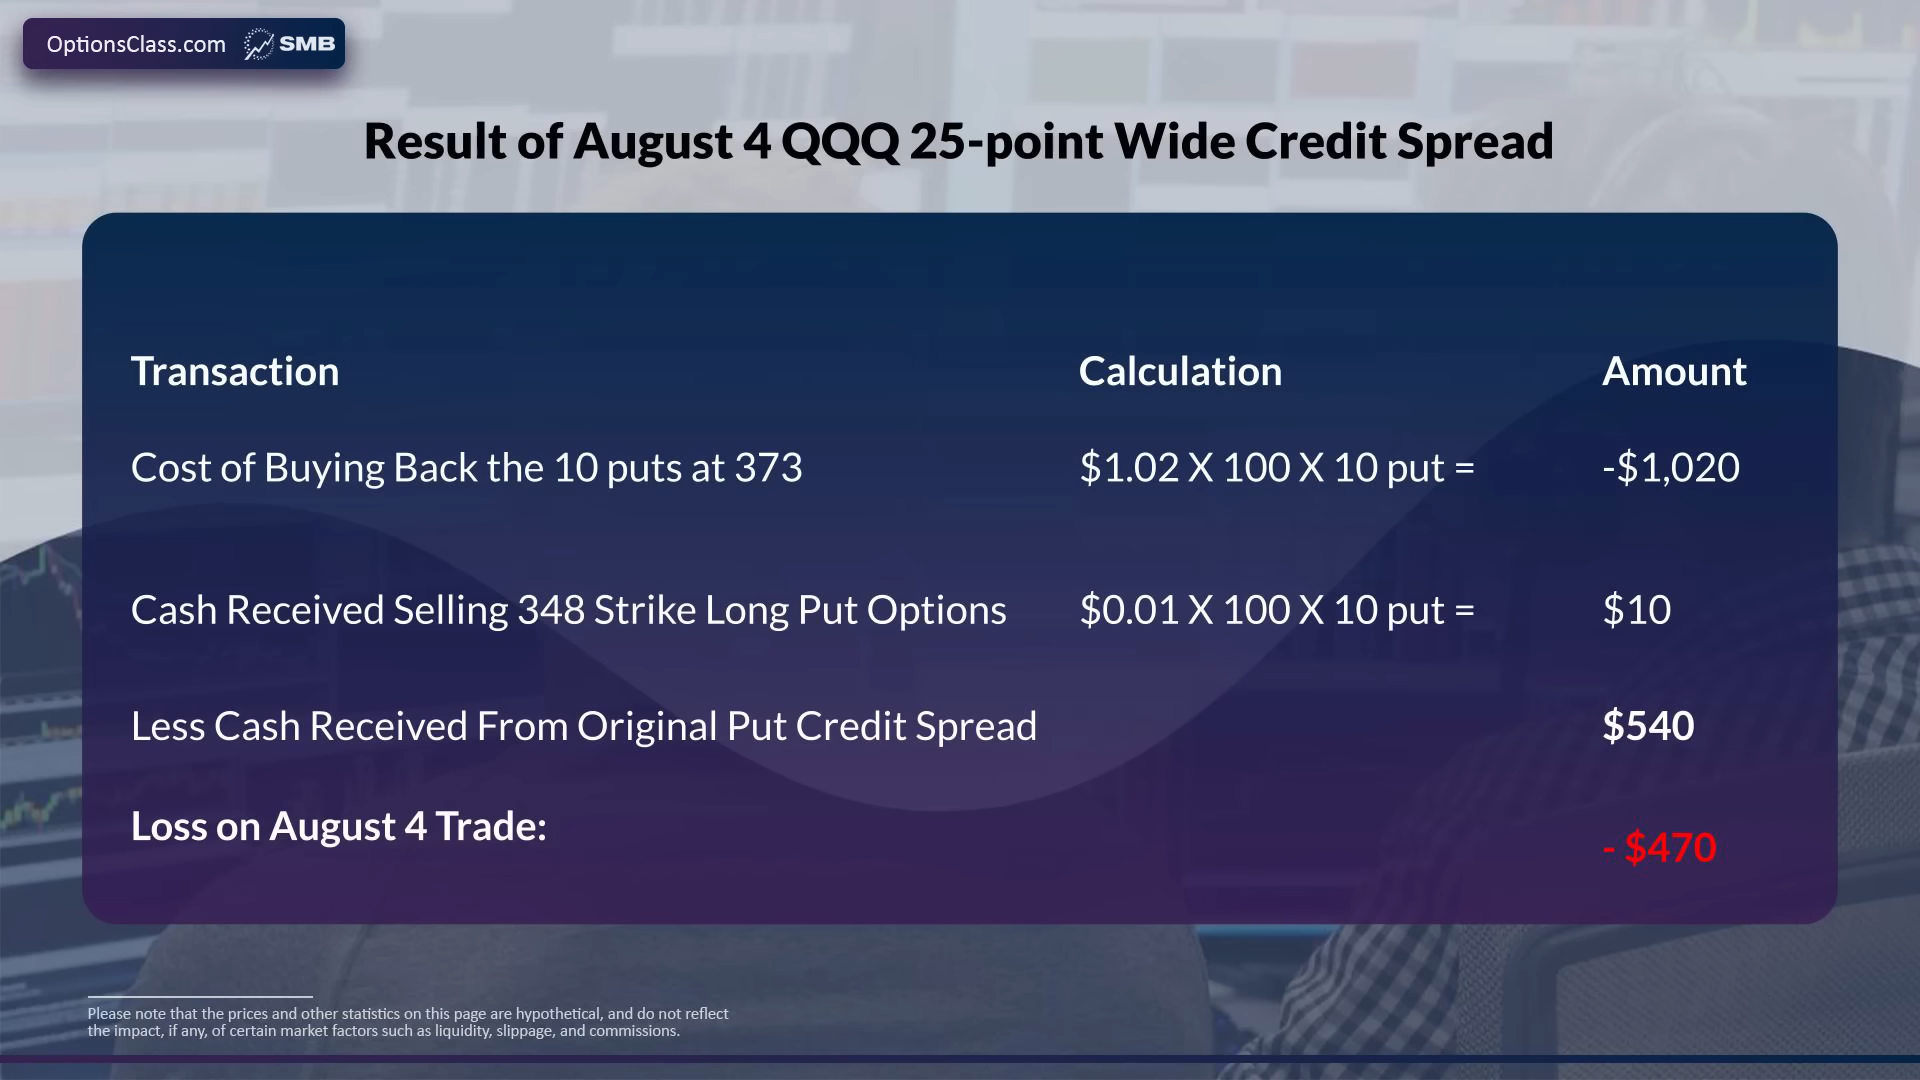 OptionsClass.com SMB
Result of August 4 QQQ 25-point Wide Credit Spread
Transaction Calculation Amount
Cost of Buying Back the 10 puts at 373 $1.02 X 100 X 10 put = -$1,020
Cash Received Selling 348 Strike Long Put Options $0.01 X 100 X 10 put = $10
Less Cash Received From Original Put Credit Spread $540
Loss on August 4 Trade: - $470
Please note that the prices and other statistics on this page are hypothetical, and do not reflect
the impact, if any, of certain market factors such as liquidity, slippage, and commissions.